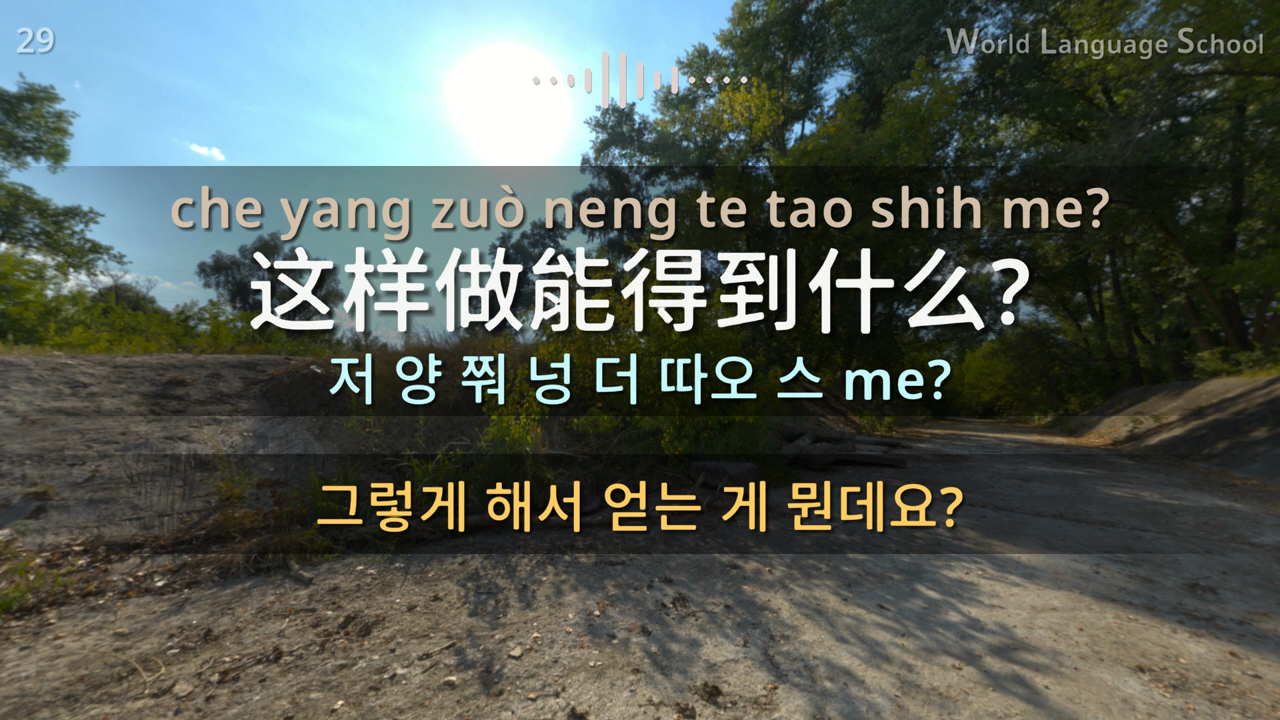 29
World Language School
che yang zuò neng te tao shih me?
这样做能得到什么?
저 양 쭤 넝 더 따오 스 me?
그렇게 해서 얻는 게 뭔데요?